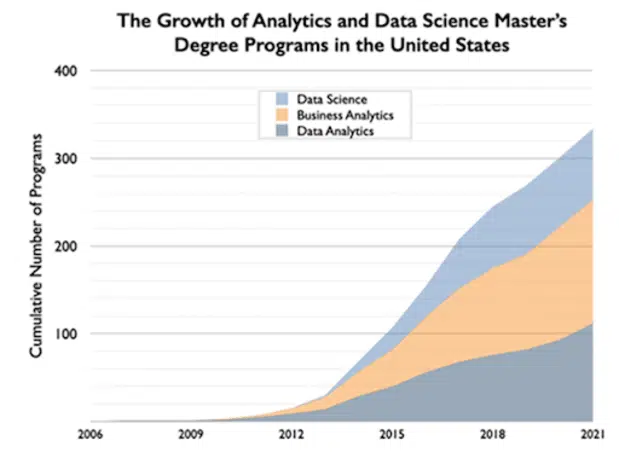 The Growth of Analytics and Data Science Master's
Degree Programs in the United States
400
Data Science
Business Analytics
Data Analytics
300
200
100
Cumulative Number of Programs
2006 2009 2012 2015 2018 2021